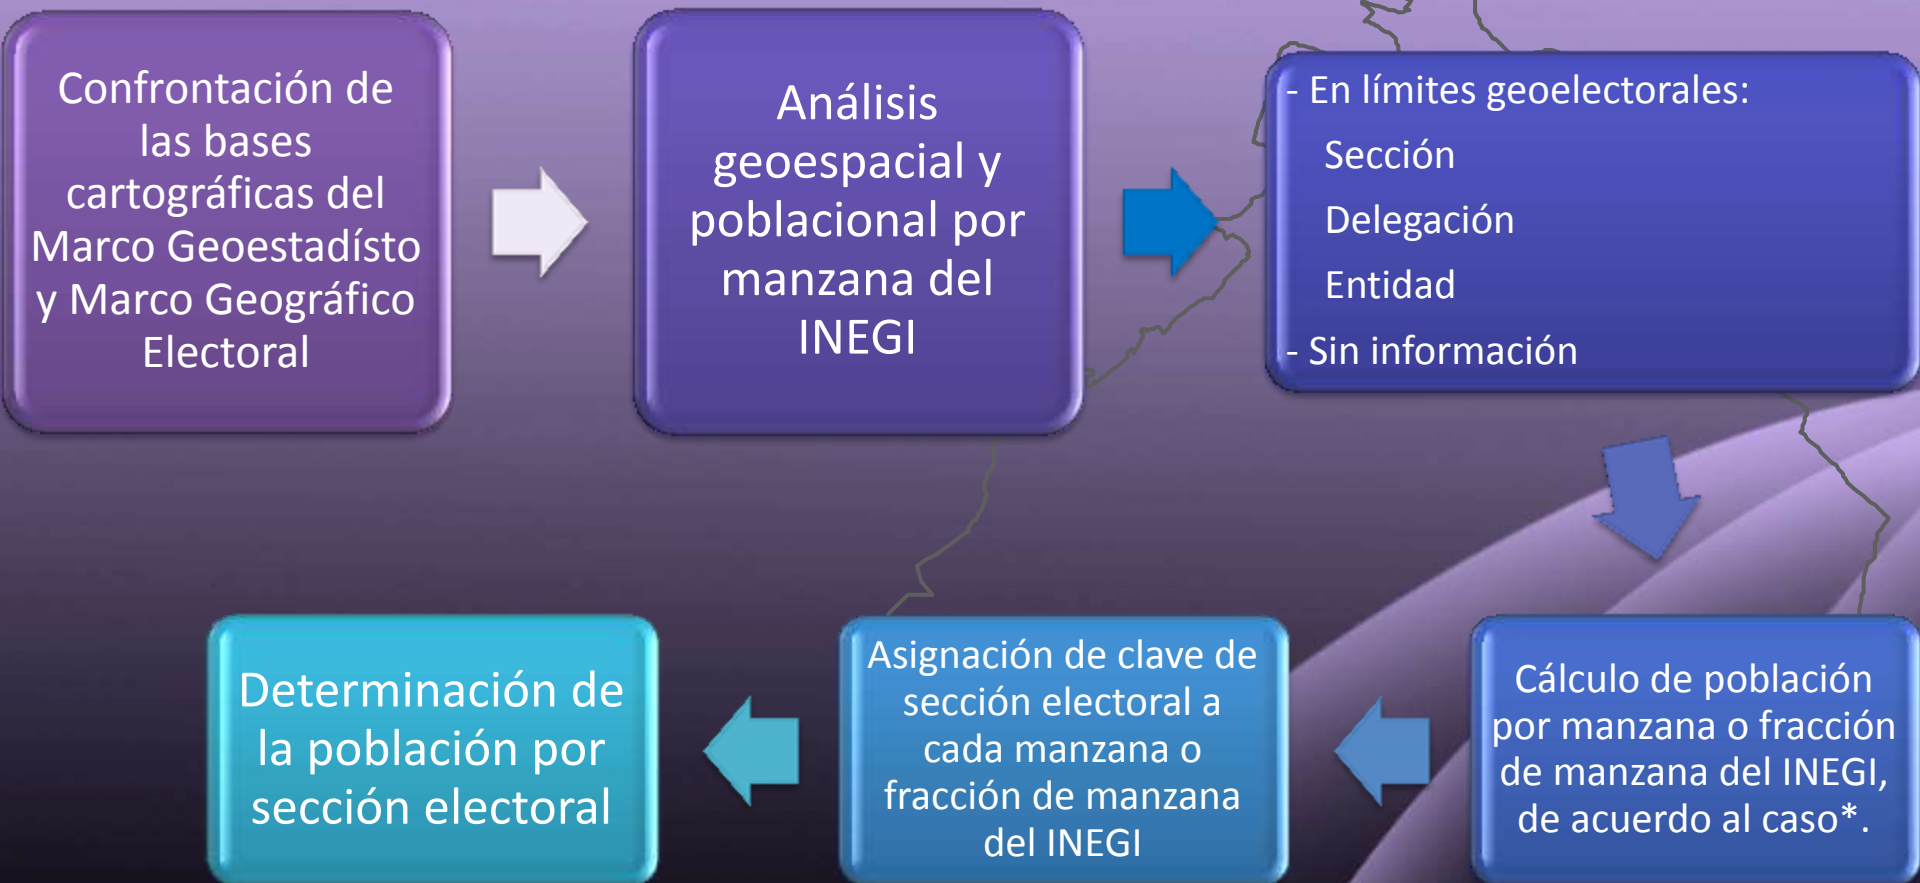 Confrontación de
las bases
cartográficas del
Marco Geoestadísto
y Marco Geográfico
Electoral
Análisis
geoespacial y
poblacional por
manzana del
INEGI
- En límites geoelectorales:
Sección
Delegación
Entidad
- Sin información
Cálculo de población
por manzana o fracción
de manzana del INEGI,
de acuerdo al caso*.
Asignación de clave de
sección electoral a
cada manzana o
fracción de manzana
del INEGI
Determinación de
la población por
sección electoral